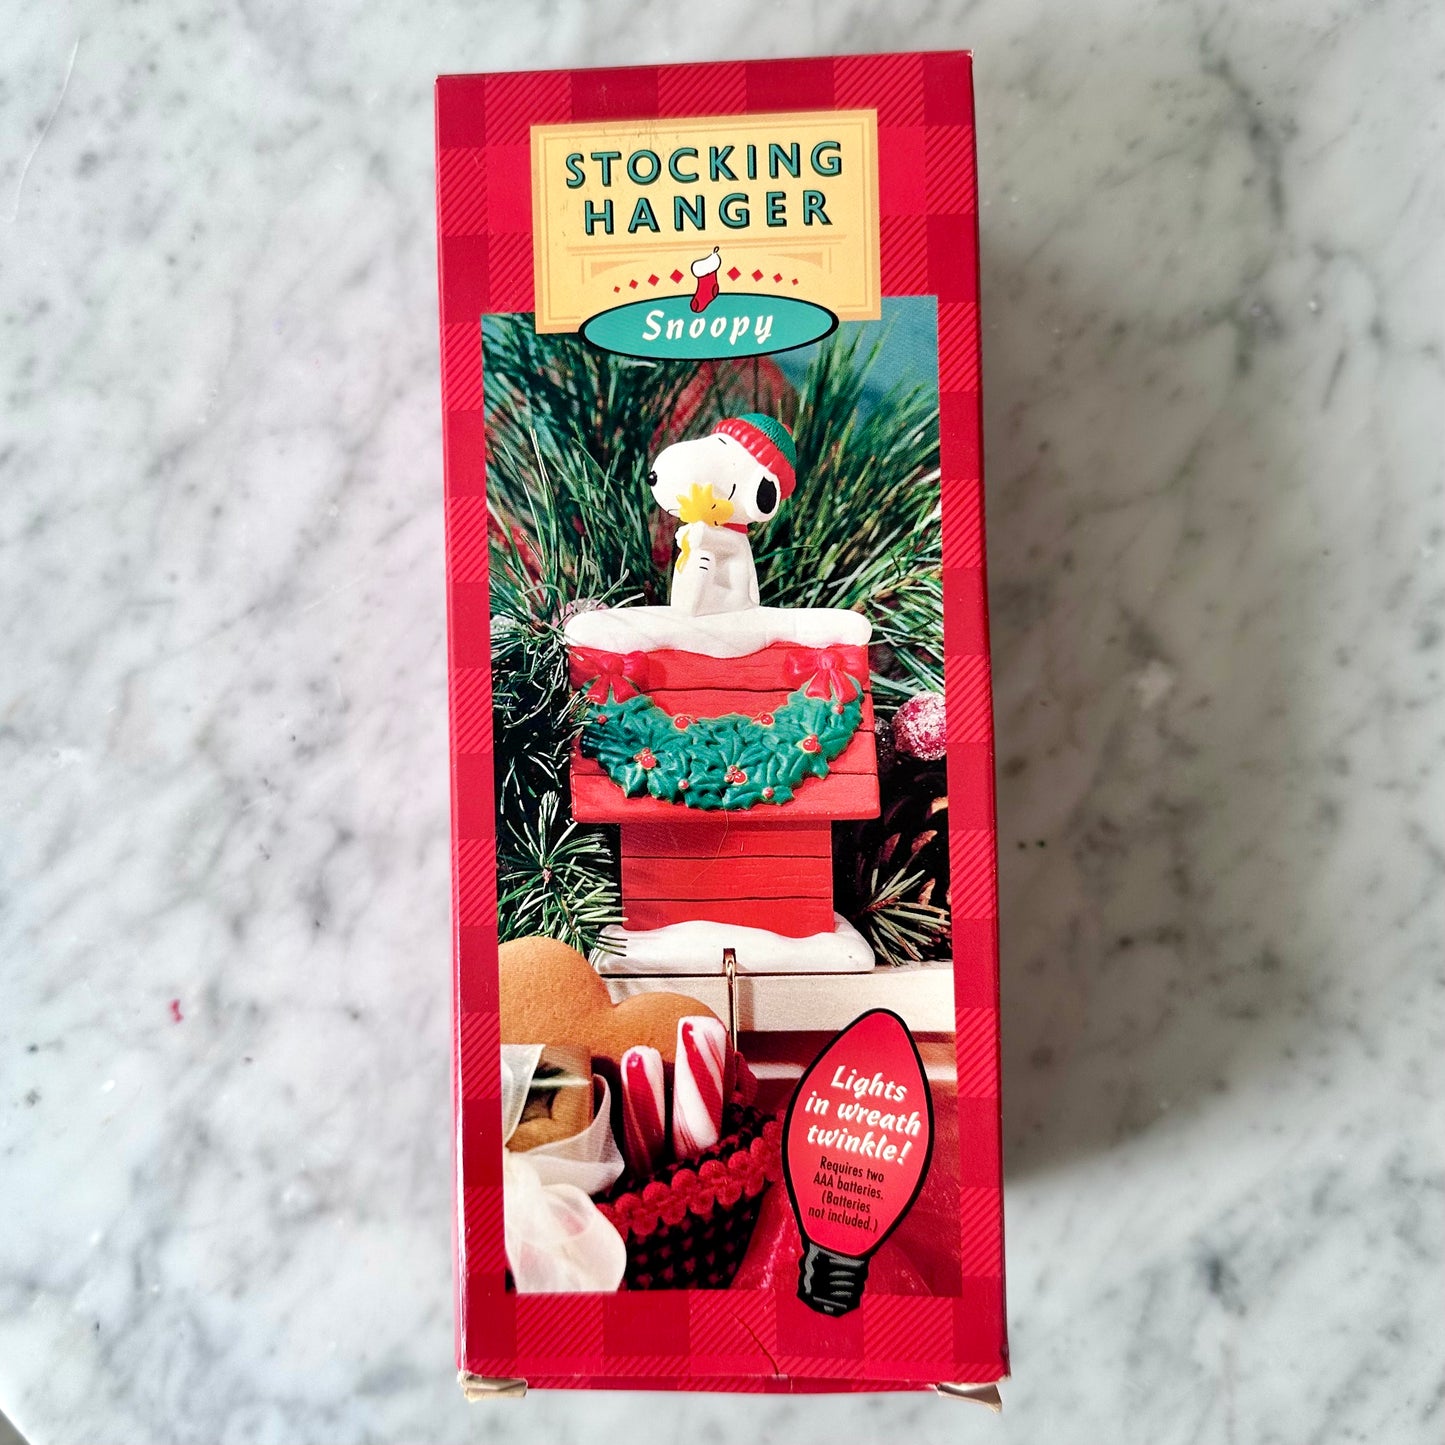 STOCKING
HANGER
Snoopy
Lights
in wreath
twinkle!
Requires two
AAA batteries.
(Batteries
not included.)